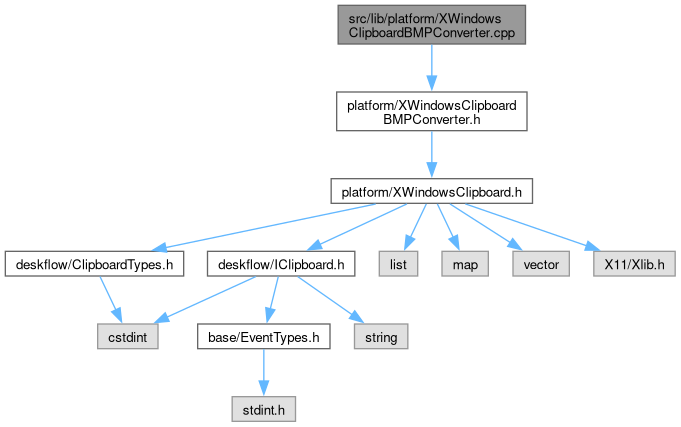 src/lib/platform/XWindows
ClipboardBMPConverter.cpp
platform/XWindowsClipboard
BMPConverter.h
platform/XWindowsClipboard.h
deskflow/ClipboardTypes.h
deskflow/IClipboard.h
list
map
vector
X11/Xlib.h
cstdint
base/EventTypes.h
string
stdint.h